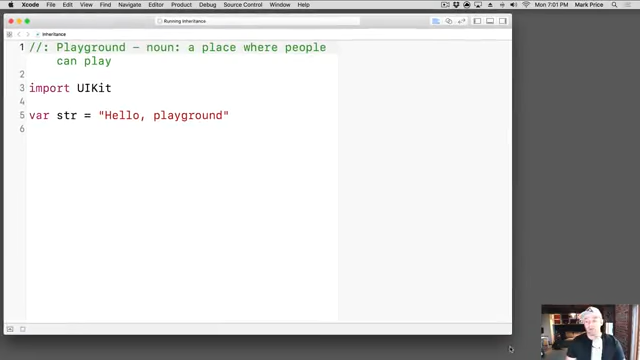 Xcode File Edit View Find Navigate Editor Product Debug Source Control Window Help Mon 7:01 PM Mark Price
Running Inheritance
Inheritance
1 //: Playground - noun: a place where people
can play
2
3 import UIKit
4
5 var str = "Hello, playground"
6